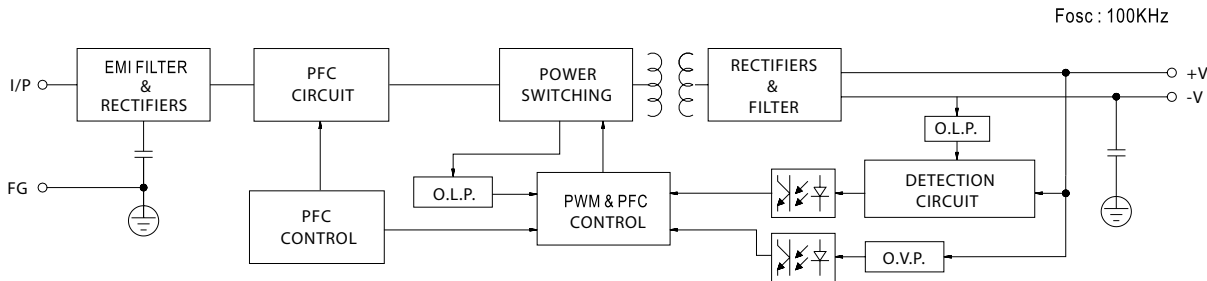 Fosc : 100KHz
I/P
EMI FILTER
&
RECTIFIERS
PFC
CIRCUIT
POWER
SWITCHING
RECTIFIERS
&
FILTER
+V
-V
O.L.P.
FG
PFC
CONTROL
O.L.P.
PWM & PFC
CONTROL
DETECTION
CIRCUIT
O.V.P.